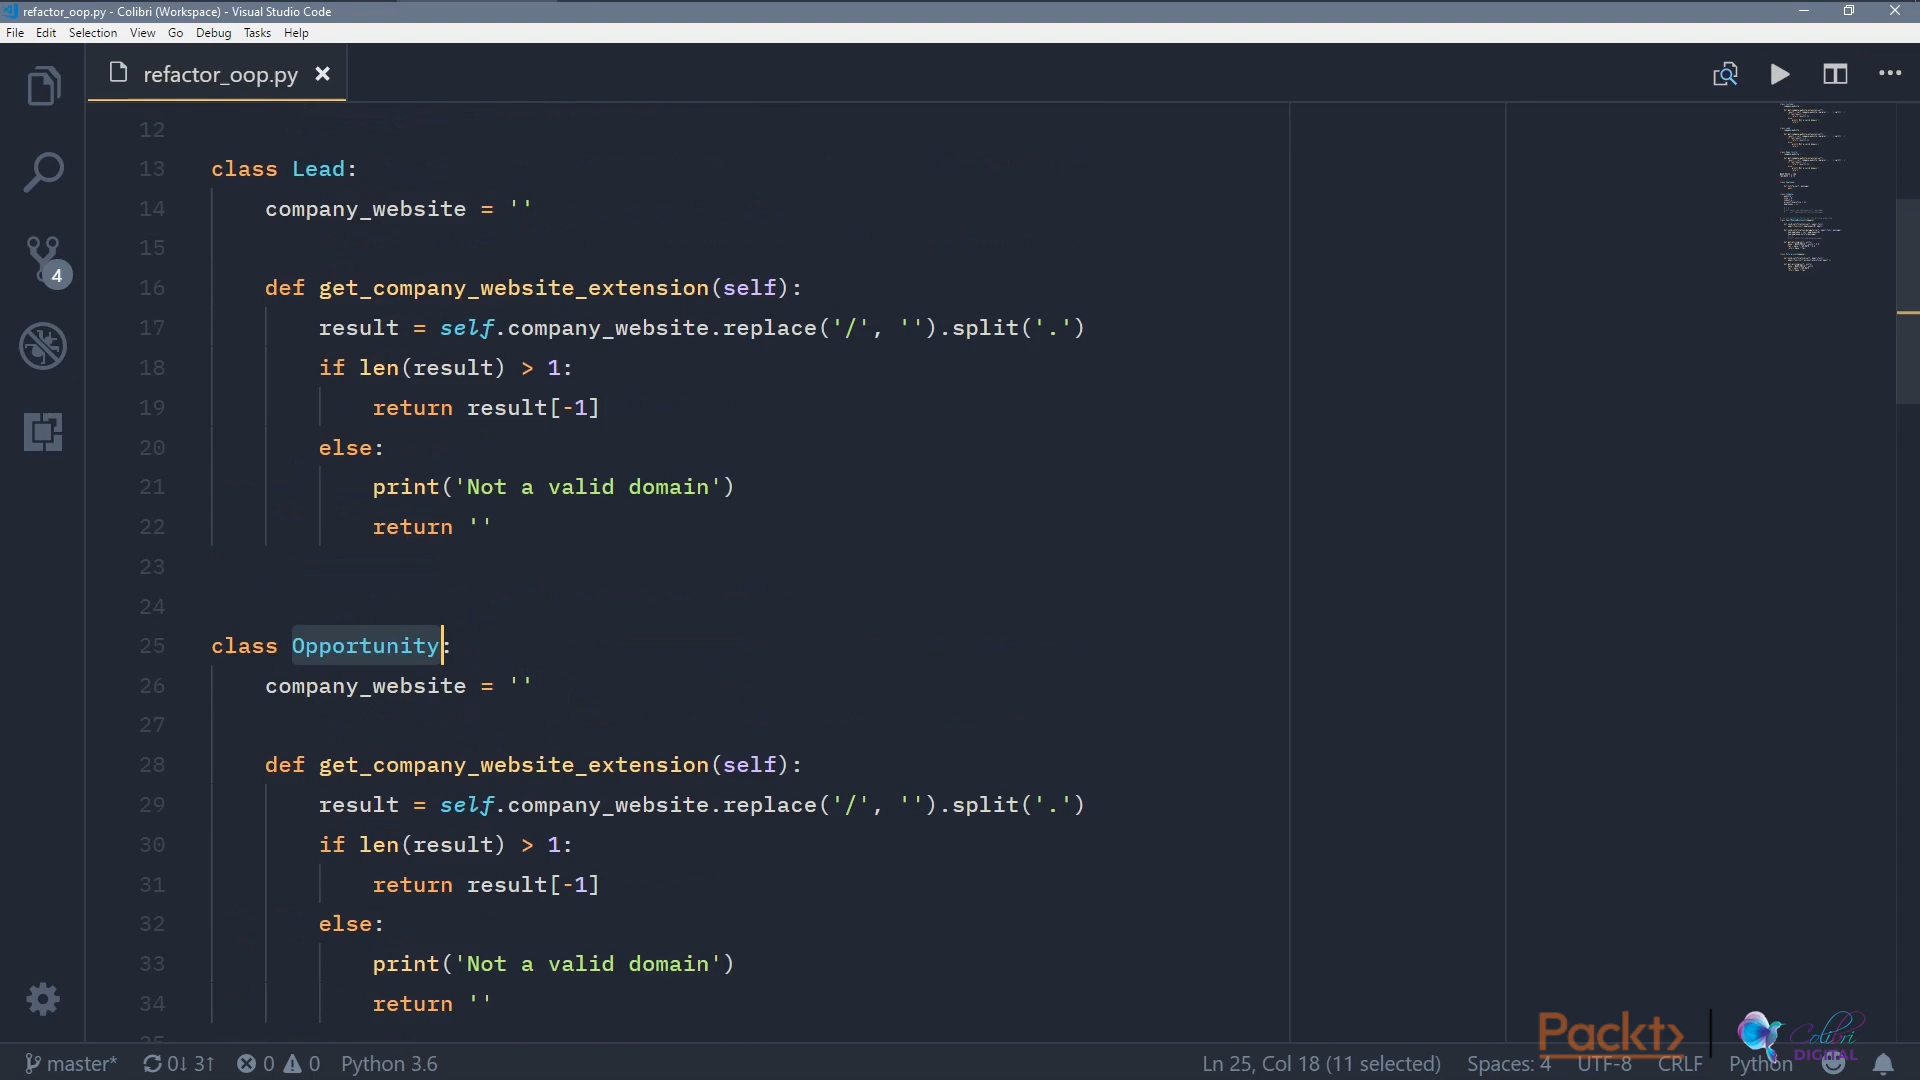 refactor_oop.py - Colibri (Workspace) - Visual Studio Code
File Edit Selection View Go Debug Tasks Help
refactor_oop.py
12
13 class Lead:
14 company_website = ''
15
16 def get_company_website_extension(self):
17 result = self.company_website.replace('/', '').split('.')
18 if len(result) > 1:
19 return result[-1]
20 else:
21 print('Not a valid domain')
22 return ''
23
24
25 class Opportunity:
26 company_website = ''
27
28 def get_company_website_extension(self):
29 result = self.company_website.replace('/', '').split('.')
30 if len(result) > 1:
31 return result[-1]
32 else:
33 print('Not a valid domain')
34 return ''
4
Packt> Colibri
DIGITAL
master* 0↓ 3↑ 0 0 Python 3.6 Ln 25, Col 18 (11 selected) Spaces: 4 UTF-8 CRLF Python